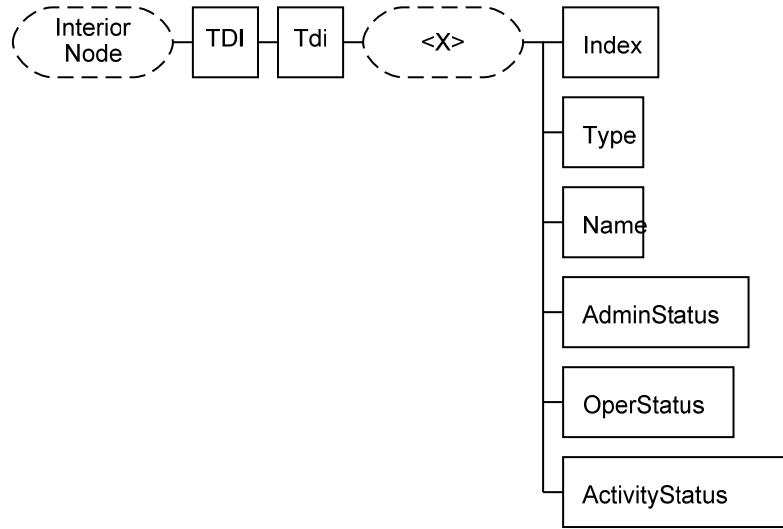 Interior
Node
TDI
Tdi
<X>
Index
Type
Name
AdminStatus
OperStatus
ActivityStatus